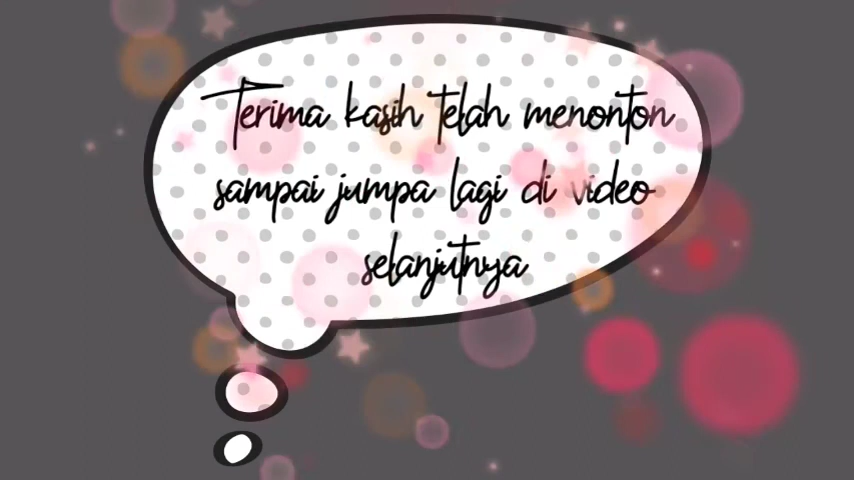 Terima kasih telah menonton
sampai jumpa lagi di video
selanjutnya